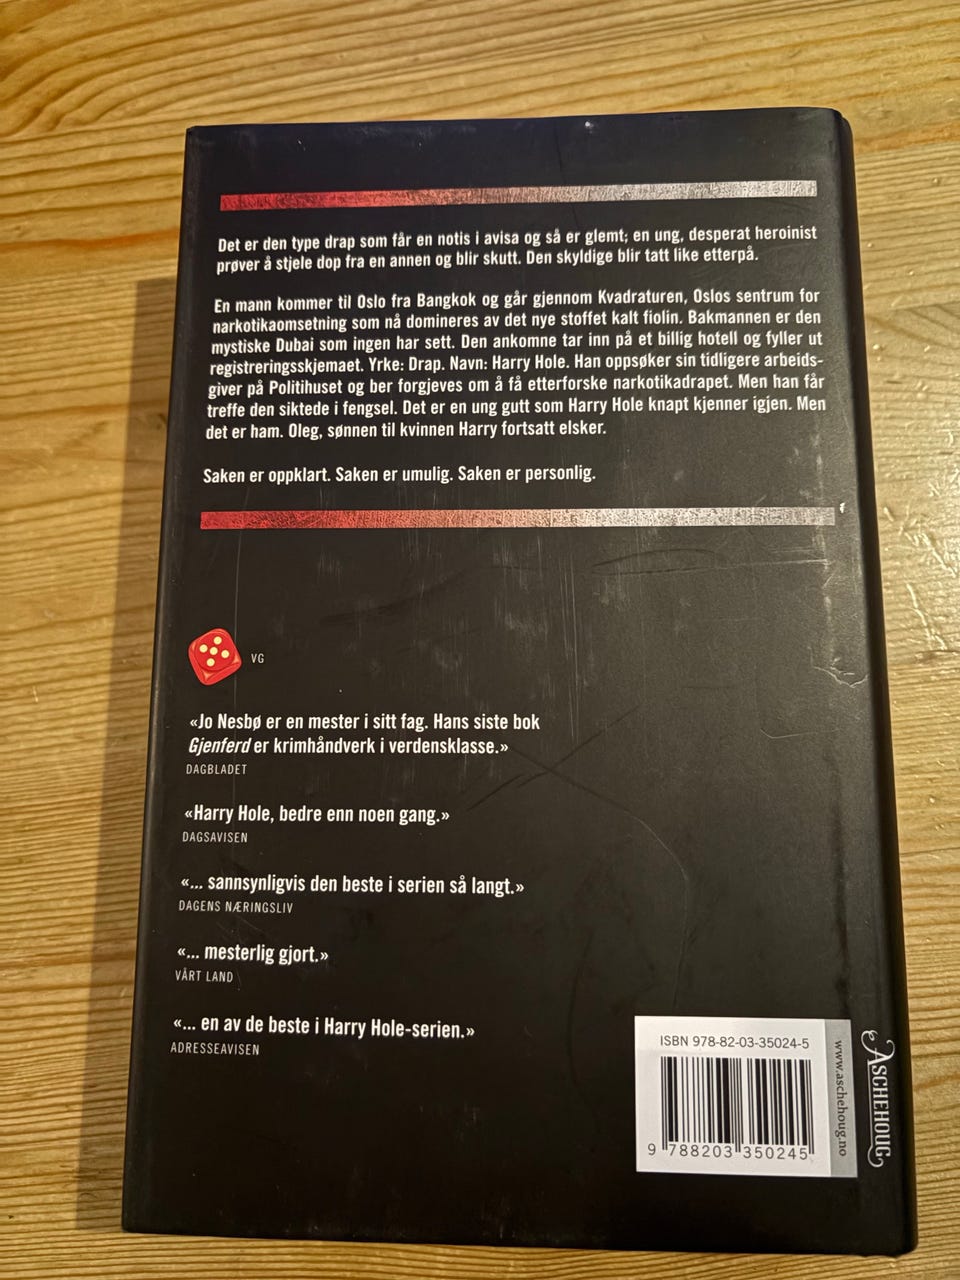 Det er den type drap som får en notis i avisa og så er glemt; en ung, desperat heroinist
prøver å stjele dop fra en annen og blir skutt. Den skyldige blir tatt like etterpå.
En mann kommer til Oslo fra Bangkok og går gjennom Kvadraturen, Oslos sentrum for
narkotikaomsetning som nå domineres av det nye stoffet kalt fiolin. Bakmannen er den
mystiske Dubai som ingen har sett. Den ankomne tar inn på et billig hotell og fyller ut
registreringsskjemaet. Yrke: Drap. Navn: Harry Hole. Han oppsøker sin tidligere arbeids-
giver på Politihuset og ber forgjeves om å få etterforske narkotikadrapet. Men han får
treffe den siktede i fengsel. Det er en ung gutt som Harry Hole knapt kjenner igjen. Men
det er ham. Oleg, sønnen til kvinnen Harry fortsatt elsker.
Saken er oppklart. Saken er umulig. Saken er personlig.
VG
«Jo Nesbø er en mester i sitt fag. Hans siste bok
Gjenferd er krimhåndverk i verdensklasse.»
DAGBLADET
«Harry Hole, bedre enn noen gang.»
DAGSAVISEN
«... sannsynligvis den beste i serien så langt.»
DAGENS NÆRINGSLIV
«... mesterlig gjort.»
VÅRT LAND
«... en av de beste i Harry Hole-serien.»
ADRESSEAVISEN
ISBN 978-82-03-35024-5
9 788203 350245
www.aschehoug.no
ASCHEHOUG